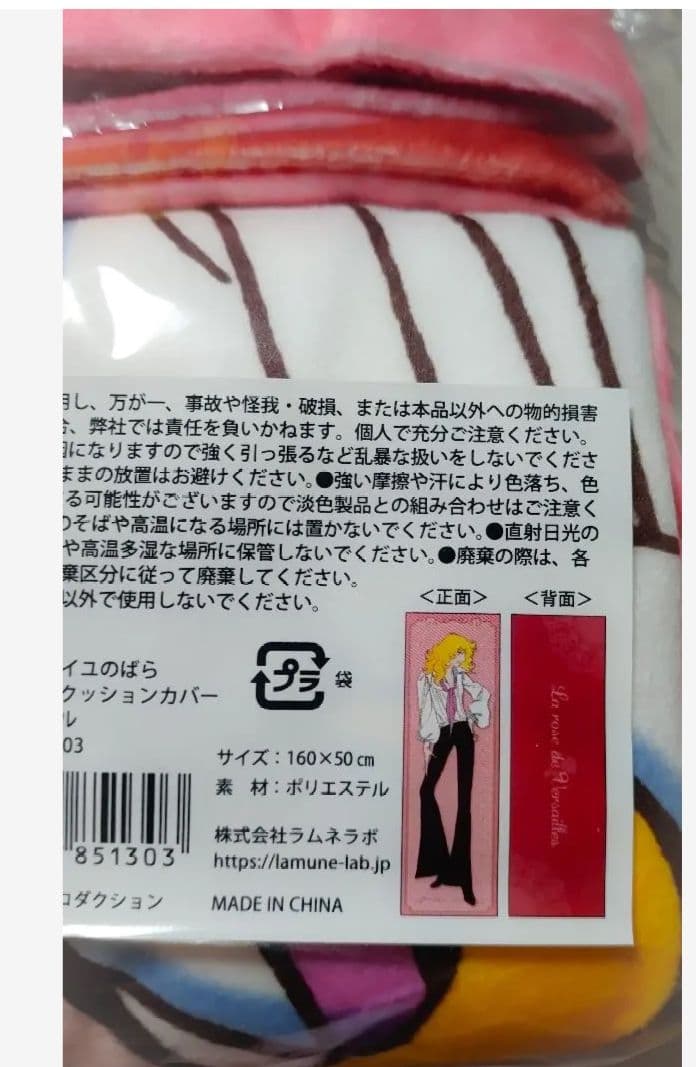 用し、万が一、事故や怪我・破損、または本品以外への物的損害
合、弊社では責任を負いかねます。個人で充分ご注意ください。
因になりますので強く引っ張るなど乱暴な扱いをしないでくださ
ままの放置はお避けください。●強い摩擦や汗により色落ち、色
る可能性がございますので淡色製品との組み合わせはご注意く
のそばや高温になる場所には置かないでください。●直射日光の
や高温多湿な場所に保管しないでください。●廃棄の際は、各
棄区分に従って廃棄してください。
以外で使用しないでください。
＜正面＞ ＜背面＞
イユのばら
クッションカバー
ル
03
プラ 袋
サイズ：160×50㎝
素　材：ポリエステル
851303
株式会社ラムネラボ
https://lamune-lab.jp
ロダクション
MADE IN CHINA
La rose de Versailles